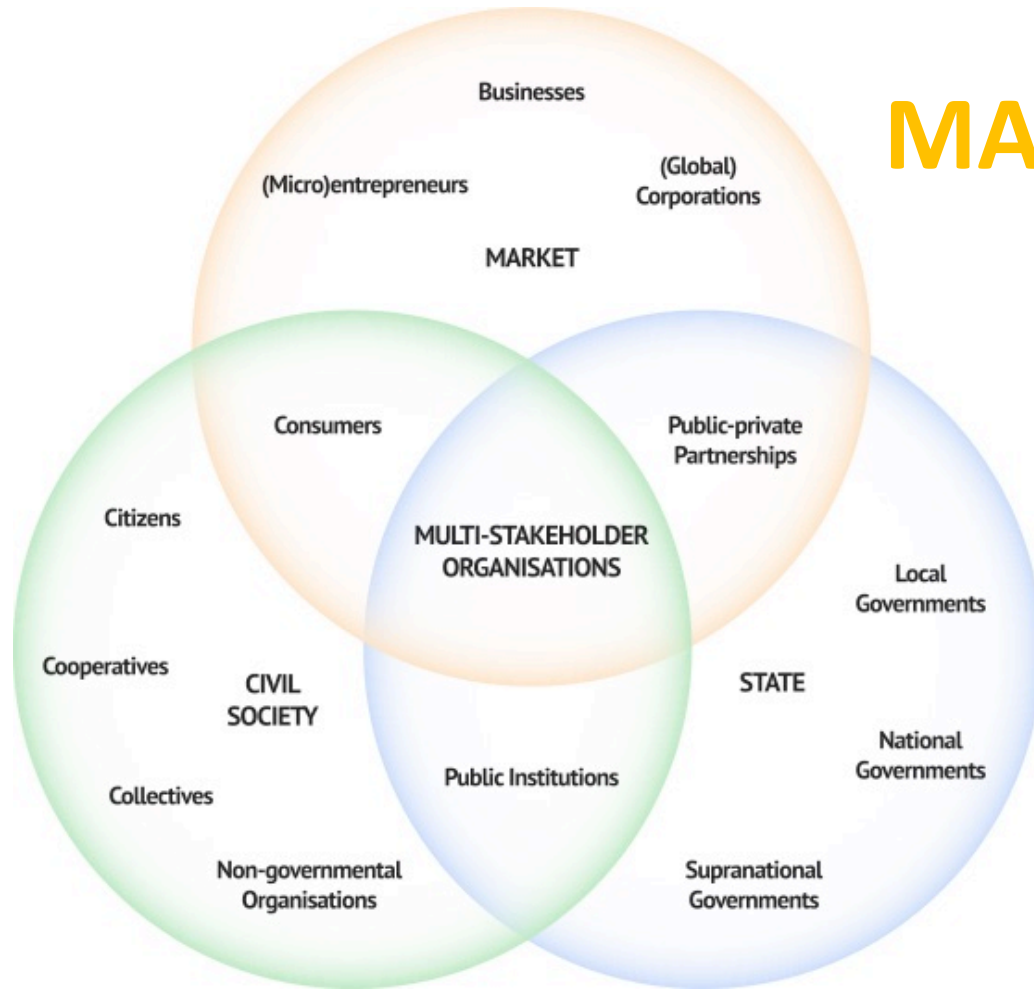 Businesses
MA
(Micro)entrepreneurs
(Global)
Corporations
MARKET
Consumers
Public-private
Partnerships
Citizens
MULTI-STAKEHOLDER
ORGANISATIONS
Local
Governments
Cooperatives
CIVIL
SOCIETY
STATE
National
Governments
Public Institutions
Collectives
Non-governmental
Organisations
Supranational
Governments